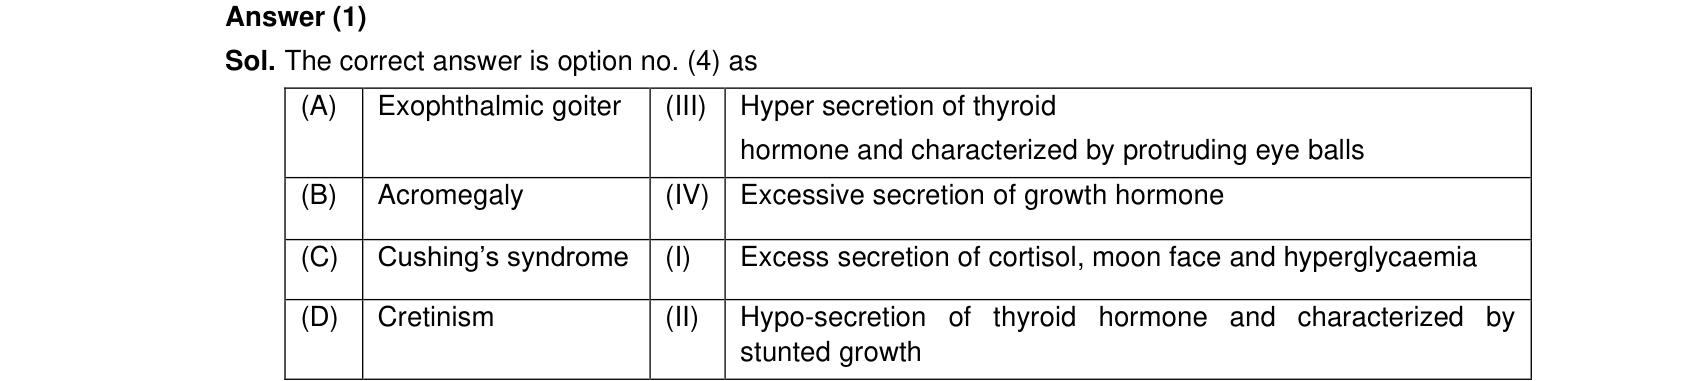 Answer (1)
Sol. The correct answer is option no. (4) as
(A) Exophthalmic goiter (III) Hyper secretion of thyroid
hormone and characterized by protruding eye balls
(B) Acromegaly (IV) Excessive secretion of growth hormone
(C) Cushing's syndrome (I) Excess secretion of cortisol, moon face and hyperglycaemia
(D) Cretinism (II) Hypo-secretion of thyroid hormone and characterized by
stunted growth